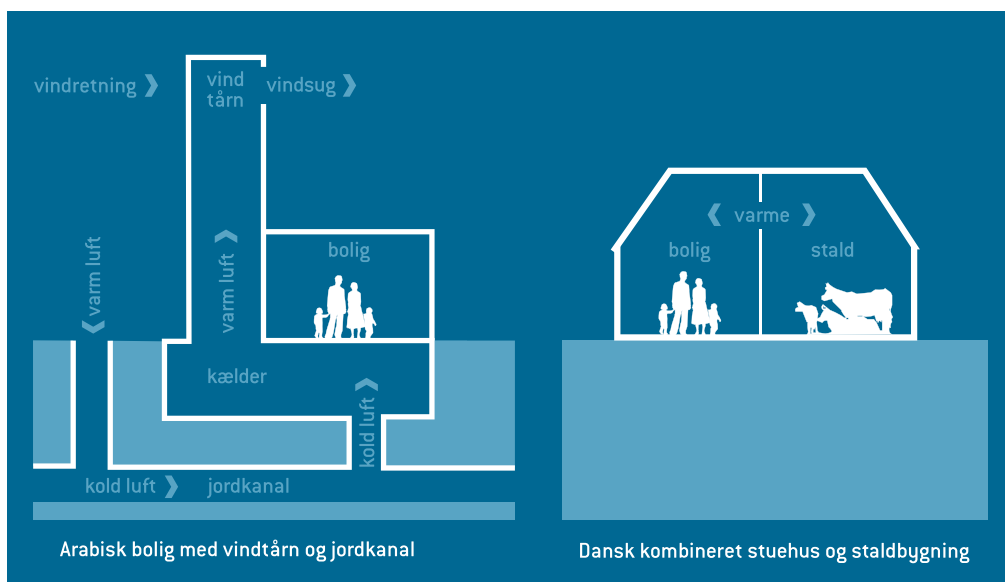 vindretning
vind
tårn
vindsug
varm luft
varm luft
bolig
kælder
kold luft
kold luft
jordkanal
Arabisk bolig med vindtårn og jordkanal
varme
bolig
stald
Dansk kombineret stuehus og staldbygning